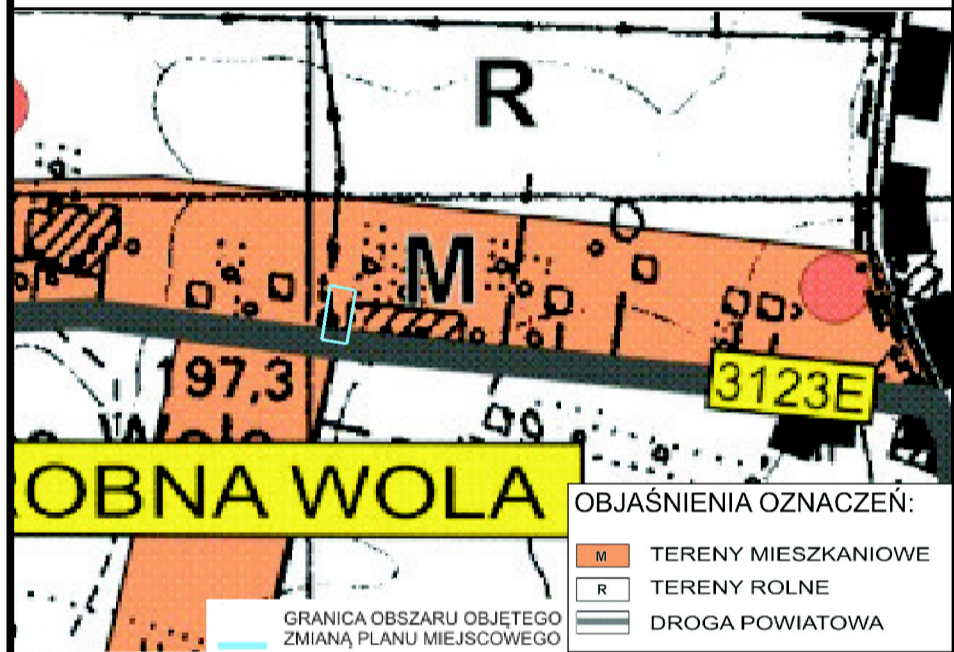 R
M
197,3
3123E
OBNA WOLA
OBJAŚNIENIA OZNACZEŃ:
M TERENY MIESZKANIOWE
R TERENY ROLNE
DROGA POWIATOWA
GRANICA OBSZARU OBJĘTEGO
ZMIANĄ PLANU MIEJSCOWEGO